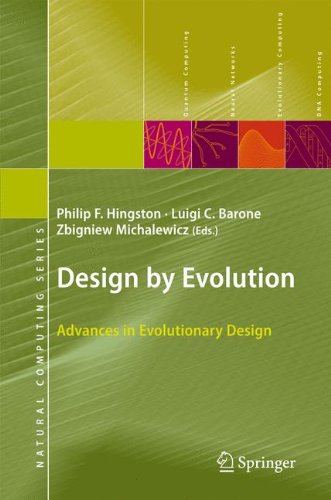 Quantum Computing
Neural Networks
Evolutionary Computing
DNA Computing
Philip F. Hingston · Luigi C. Barone
Zbigniew Michalewicz (Eds.)
NATURAL COMPUTING SERIES
Design by Evolution
Advances in Evolutionary Design
Springer